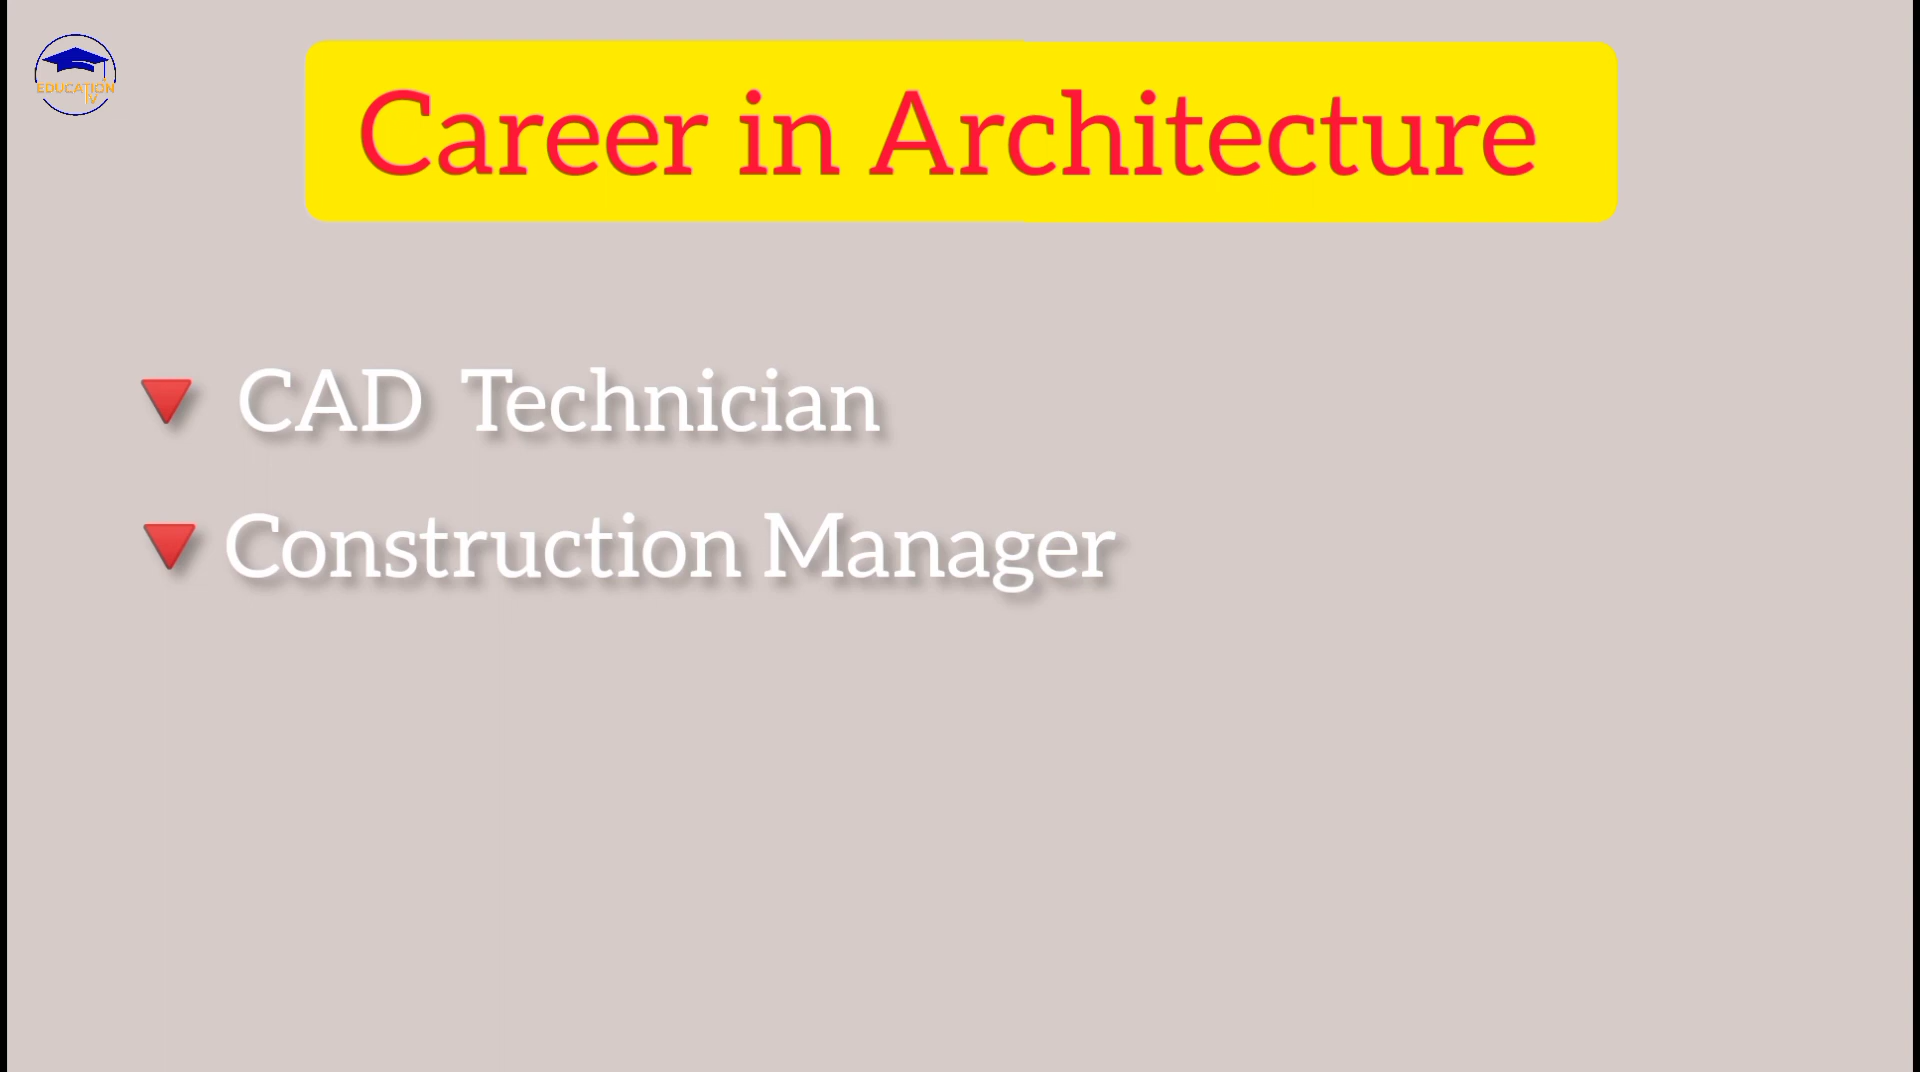 EDUCATION
TV
Career in Architecture
CAD Technician
Construction Manager